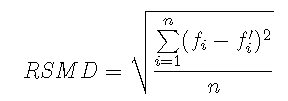 $RSMD = \sqrt{\frac{\sum_{i=1}^{n}(f_i - f_i')^2}{n}}$